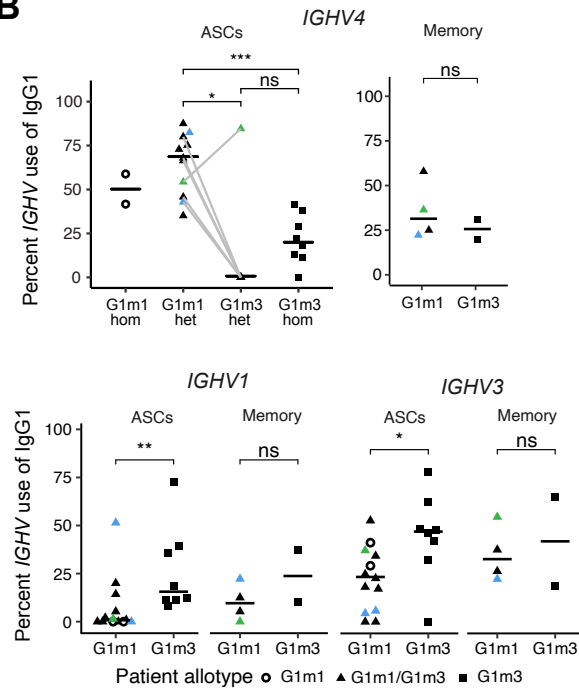 B
IGHV4
ASCs
Memory
Percent IGHV use of IgG1
100
75
50
25
0
***
*
ns
G1m1 hom
G1m1 het
G1m3 het
G1m3 hom
100
75
50
25
0
ns
G1m1
G1m3
IGHV1
IGHV3
ASCs
Memory
ASCs
Memory
Percent IGHV use of IgG1
100
75
50
25
0
**
ns
*
ns
G1m1
G1m3
G1m1
G1m3
G1m1
G1m3
G1m1
G1m3
Patient allotype G1m1 G1m1/G1m3 G1m3